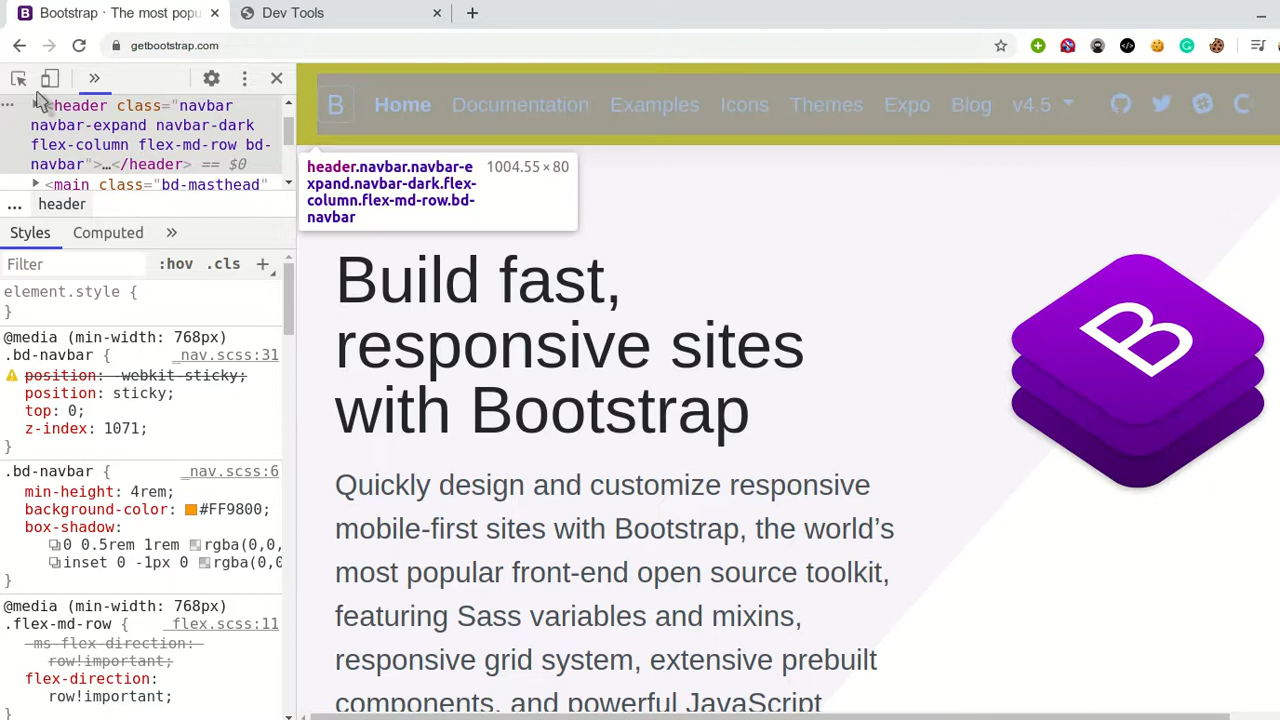 Bootstrap · The most popu
Dev Tools
getbootstrap.com
<header class="navbar
navbar-expand navbar-dark
flex-column flex-md-row bd-
navbar">…</header> == $0
<main class="bd-masthead"
... header
Styles Computed
Filter :hov .cls
element.style {
}
@media (min-width: 768px)
.bd-navbar { _nav.scss:31
position: -webkit-sticky;
position: sticky;
top: 0;
z-index: 1071;
}
.bd-navbar { _nav.scss:6
min-height: 4rem;
background-color: #FF9800;
box-shadow:
0 0.5rem 1rem rgba(0,0,
inset 0 -1px 0 rgba(0,0
}
@media (min-width: 768px)
.flex-md-row { _flex.scss:11
-ms-flex-direction:
row!important;
flex-direction:
row!important;
}
B Home Documentation Examples Icons Themes Expo Blog v4.5
header.navbar.navbar-e 1004.55 × 80
xpand.navbar-dark.flex-
column.flex-md-row.bd-
navbar
Build fast,
responsive sites
with Bootstrap
B
Quickly design and customize responsive
mobile-first sites with Bootstrap, the world’s
most popular front-end open source toolkit,
featuring Sass variables and mixins,
responsive grid system, extensive prebuilt
components, and powerful JavaScript